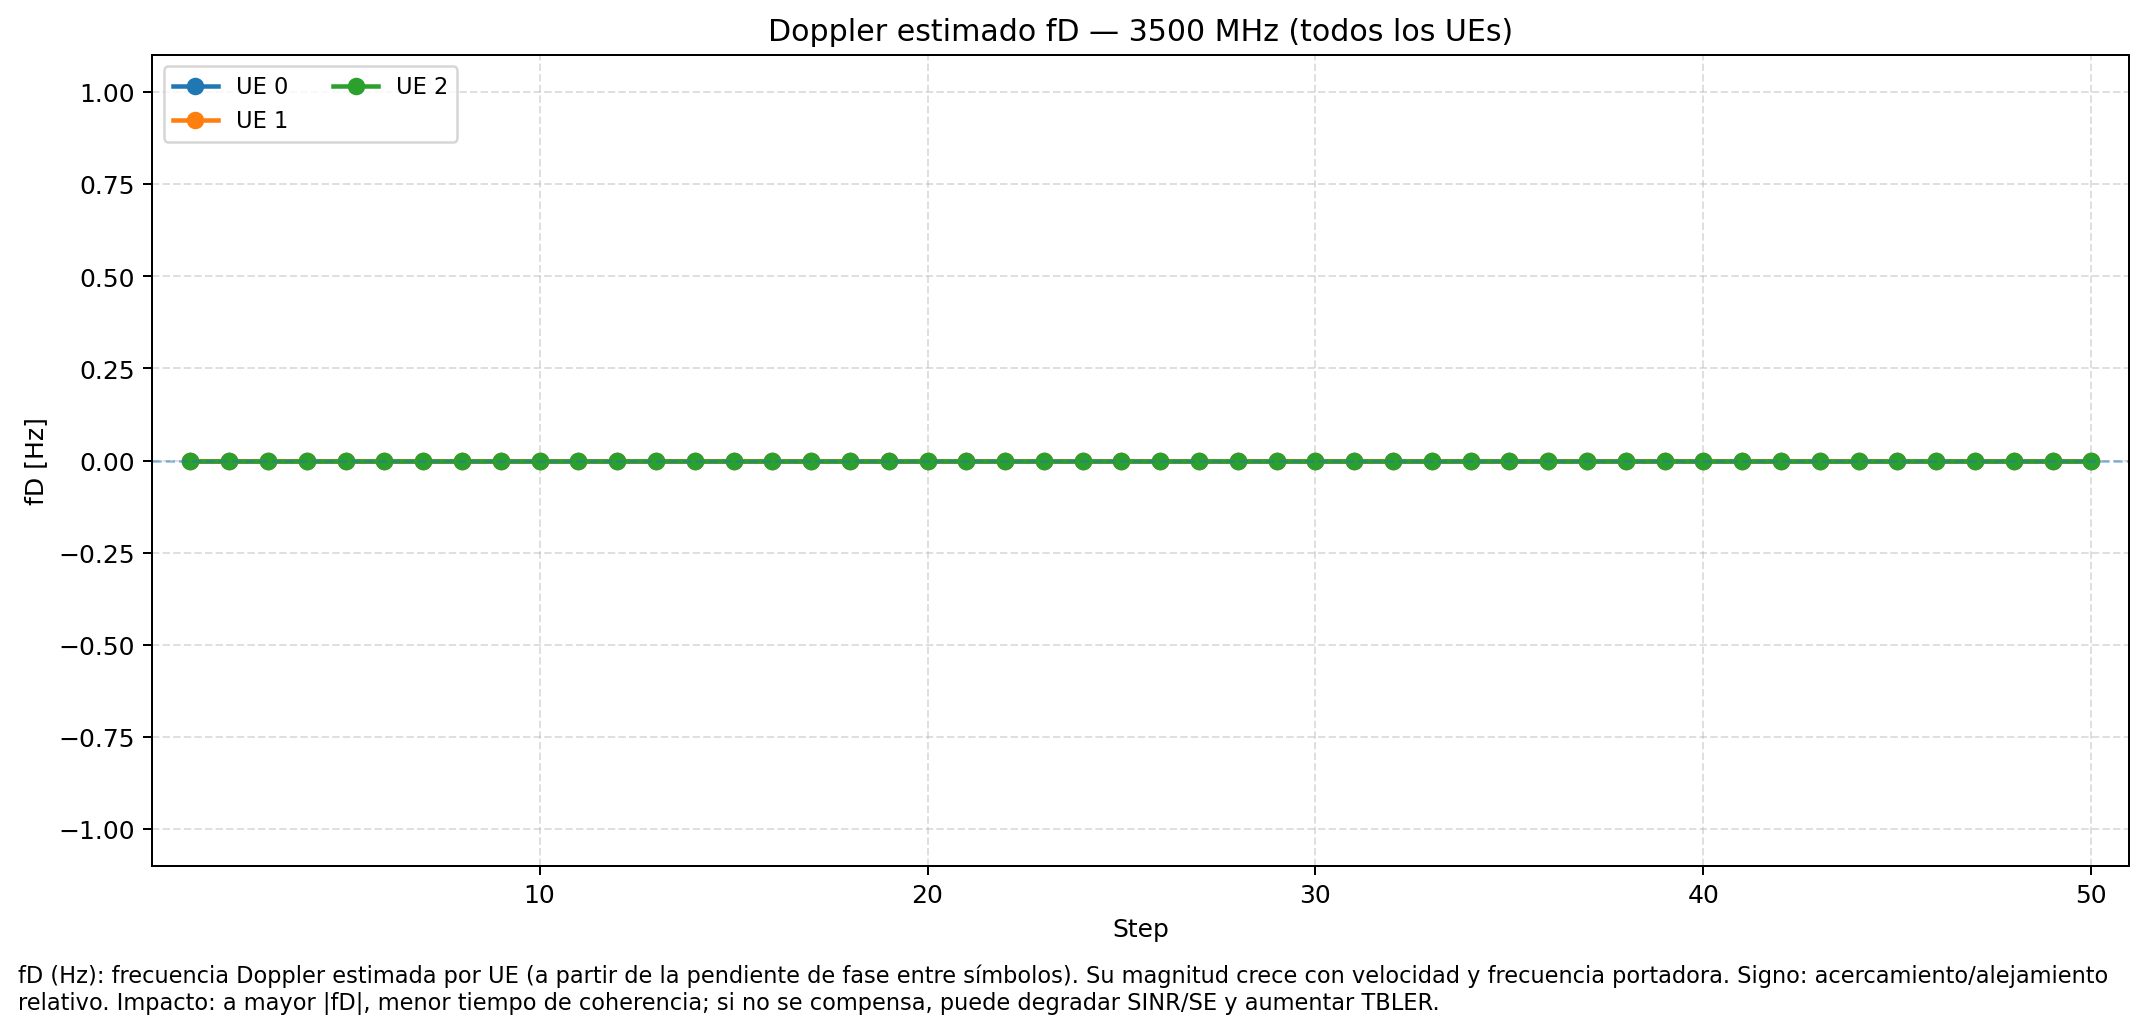 Doppler estimado fD — 3500 MHz (todos los UEs)
UE 0
UE 1
UE 2
1.00
0.75
0.50
0.25
0.00
−0.25
−0.50
−0.75
−1.00
fD [Hz]
10
20
30
40
50
Step
fD (Hz): frecuencia Doppler estimada por UE (a partir de la pendiente de fase entre símbolos). Su magnitud crece con velocidad y frecuencia portadora. Signo: acercamiento/alejamiento
relativo. Impacto: a mayor |fD|, menor tiempo de coherencia; si no se compensa, puede degradar SINR/SE y aumentar TBLER.